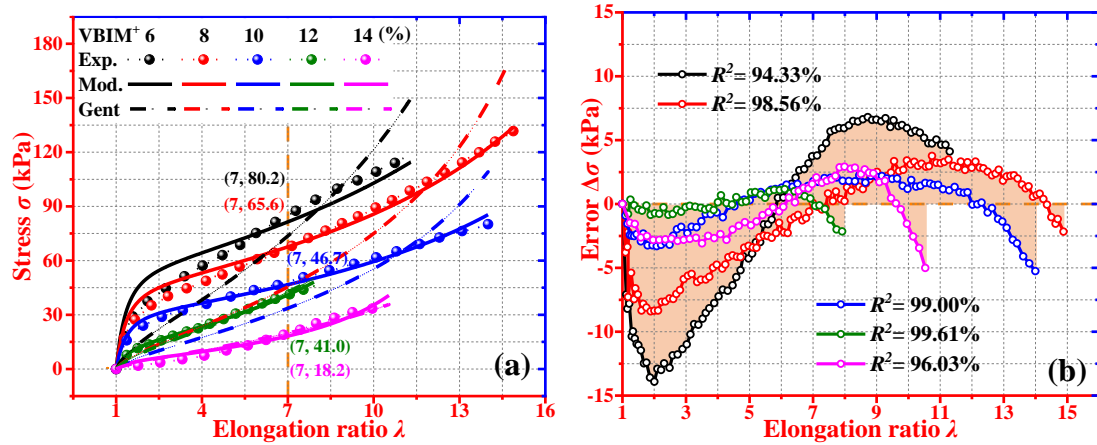 VBIM⁺ 6 8 10 12 14 (%)
Exp.
Mod.
Gent
180
150
120
90
60
30
0
Stress σ (kPa)
(7, 80.2)
(7, 65.6)
(7, 46.7)
(7, 41.0)
(7, 18.2)
(a)
1 4 7 10 13 16
Elongation ratio λ
15
10
5
0
-5
-10
-15
Error Δσ (kPa)
R²= 94.33%
R²= 98.56%
R²= 99.00%
R²= 99.61%
R²= 96.03%
(b)
1 3 5 7 9 11 13 15
Elongation ratio λ